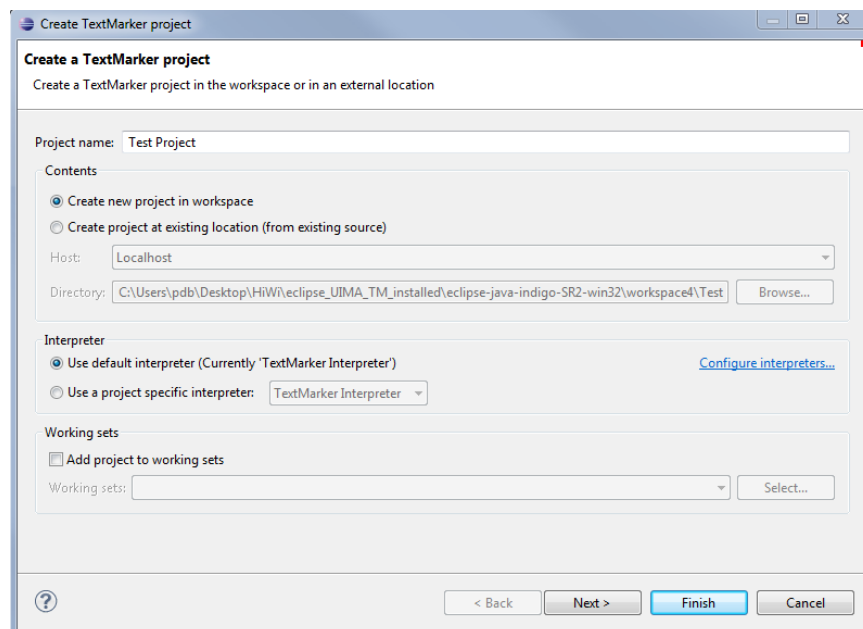 Create TextMarker project
Create a TextMarker project
Create a TextMarker project in the workspace or in an external location
Project name: Test Project
Contents
Create new project in workspace
Create project at existing location (from existing source)
Host: Localhost
Directory: C:\Users\pdb\Desktop\HiWi\eclipse_UIMA_TM_installed\eclipse-java-indigo-SR2-win32\workspace4\Test Browse...
Interpreter
Use default interpreter (Currently 'TextMarker Interpreter') Configure interpreters...
Use a project specific interpreter: TextMarker Interpreter
Working sets
Add project to working sets
Working sets: Select...
? < Back Next > Finish Cancel